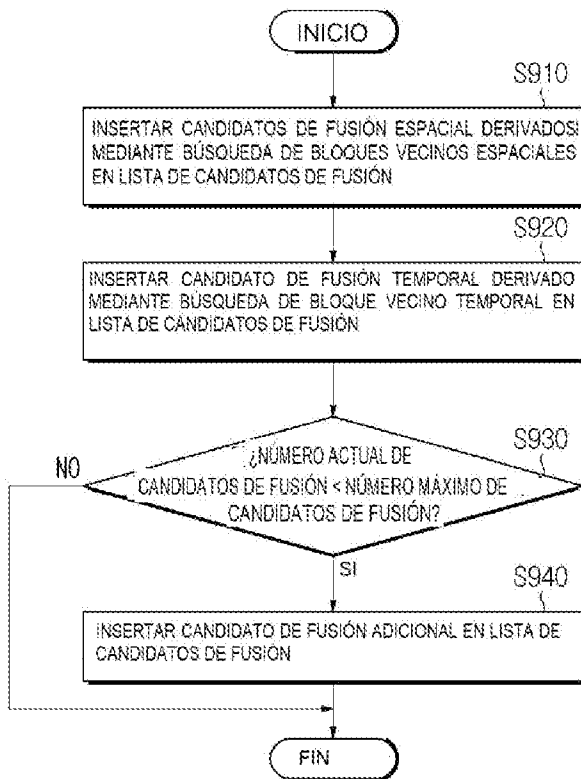 INICIO
S910
INSERTAR CANDIDATOS DE FUSIÓN ESPACIAL DERIVADOS
MEDIANTE BÚSQUEDA DE BLOQUES VECINOS ESPACIALES
EN LISTA DE CANDIDATOS DE FUSIÓN
S920
INSERTAR CANDIDATO DE FUSIÓN TEMPORAL DERIVADO
MEDIANTE BÚSQUEDA DE BLOQUE VECINO TEMPORAL EN
LISTA DE CANDIDATOS DE FUSIÓN
S930
NO
¿NÚMERO ACTUAL DE
CANDIDATOS DE FUSIÓN < NÚMERO MÁXIMO DE
CANDIDATOS DE FUSIÓN?
SI
S940
INSERTAR CANDIDATO DE FUSIÓN ADICIONAL EN LISTA DE
CANDIDATOS DE FUSIÓN
FIN